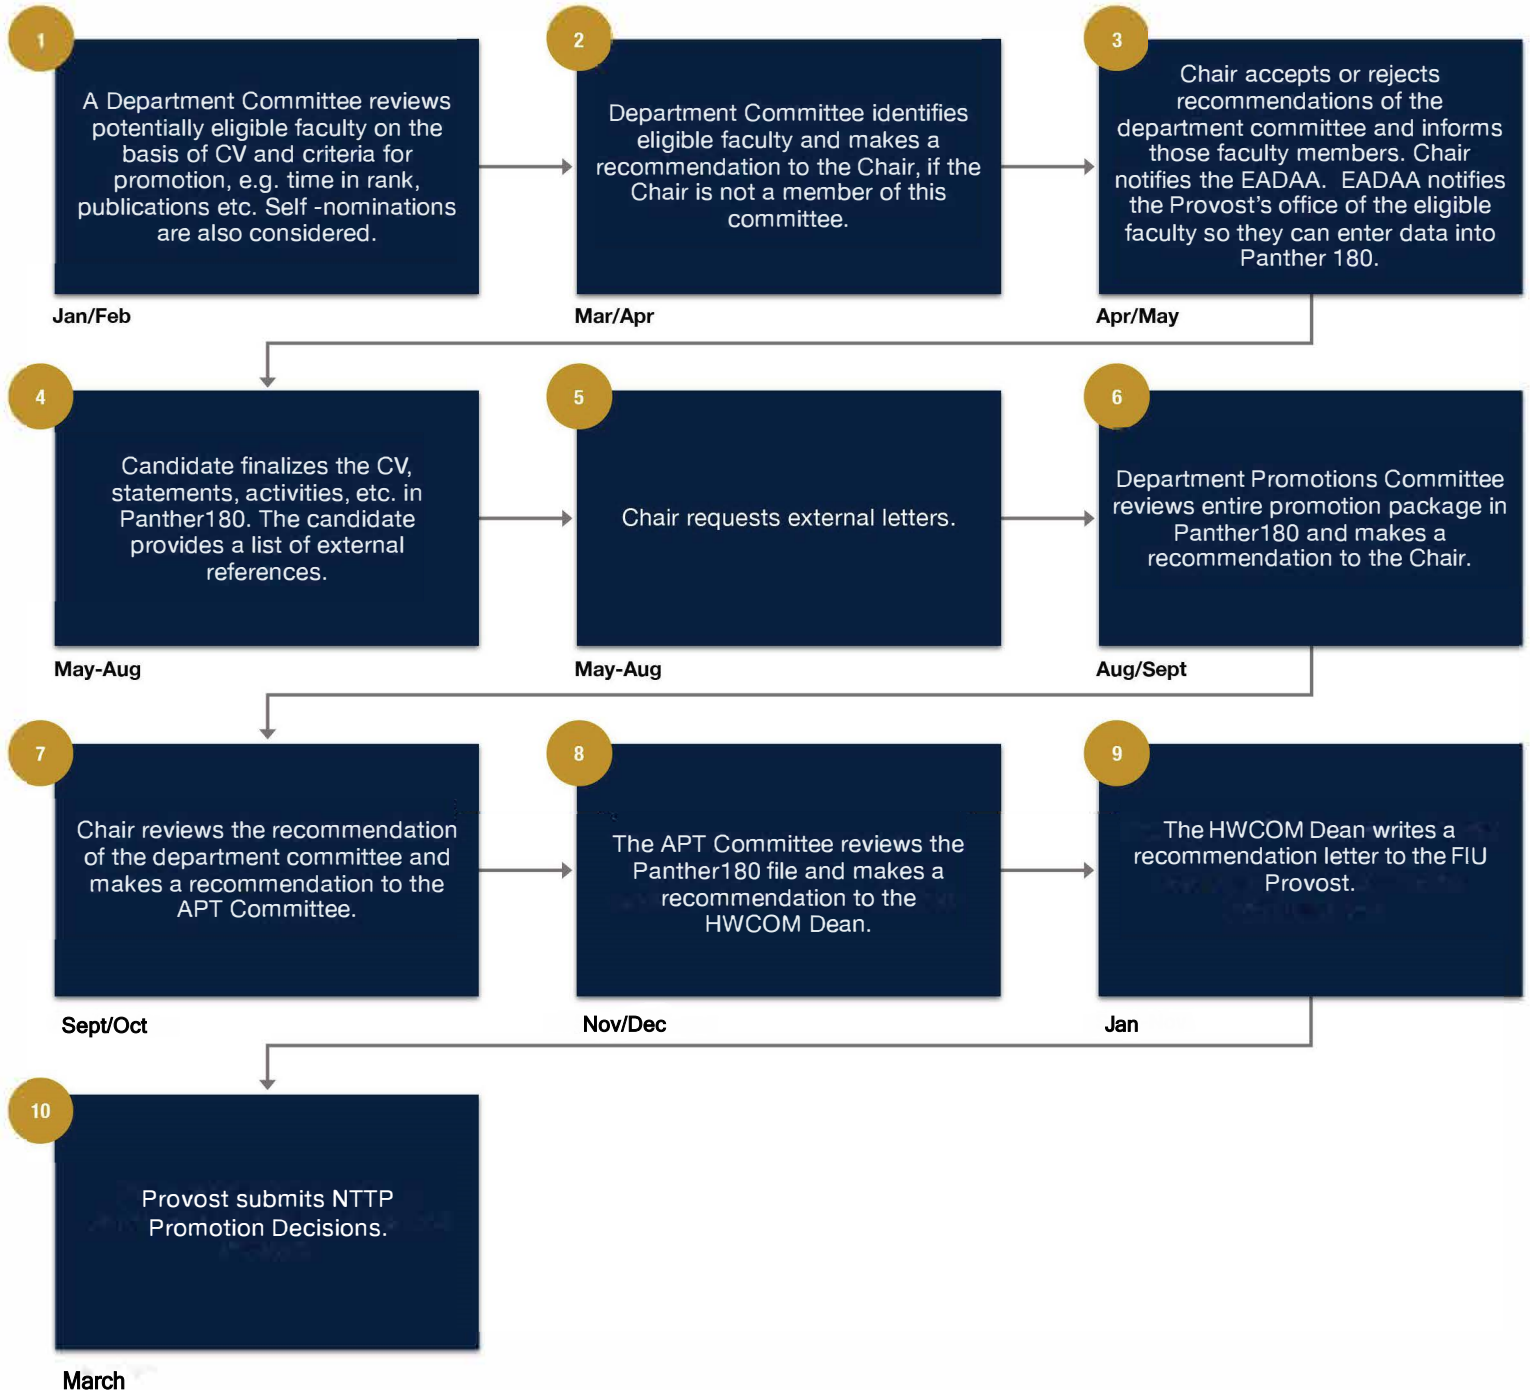 1
A Department Committee reviews
potentially eligible faculty on the
basis of CV and criteria for
promotion, e.g. time in rank,
publications etc. Self -nominations
are also considered.
Jan/Feb
2
Department Committee identifies
eligible faculty and makes a
recommendation to the Chair, if the
Chair is not a member of this
committee.
Mar/Apr
3
Chair accepts or rejects
recommendations of the
department committee and informs
those faculty members. Chair
notifies the EADAA. EADAA notifies
the Provost's office of the eligible
faculty so they can enter data into
Panther 180.
Apr/May
4
Candidate finalizes the CV,
statements, activities, etc. in
Panther180. The candidate
provides a list of external
references.
May-Aug
5
Chair requests external letters.
May-Aug
6
Department Promotions Committee
reviews entire promotion package in
Panther180 and makes a
recommendation to the Chair.
Aug/Sept
7
Chair reviews the recommendation
of the department committee and
makes a recommendation to the
APT Committee.
Sept/Oct
8
The APT Committee reviews the
Panther180 file and makes a
recommendation to the
HWCOM Dean.
Nov/Dec
9
The HWCOM Dean writes a
recommendation letter to the FIU
Provost.
Jan
10
Provost submits NTTP
Promotion Decisions.
March